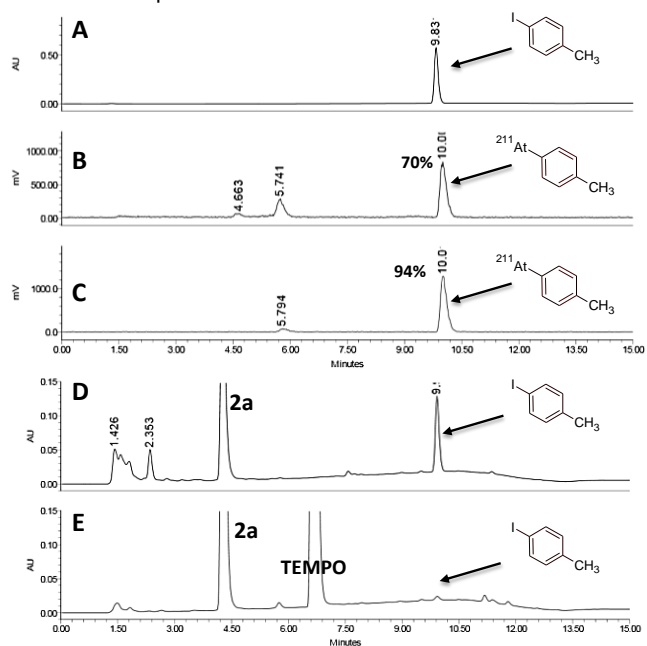 A
AU
0.50
0.00
9.83
I
CH3
B
mV
1000.00
500.00
0.00
4.663
5.741
70%
211At
CH3
C
mV
1000.0
0.0
5.794
94%
10.0
211At
CH3
0.00 1.50 3.00 4.50 6.00 7.50 9.00 10.50 12.00 13.50 15.00
Minutes
D
AU
0.15
0.10
0.05
0.00
1.426
2.353
2a
9.
I
CH3
E
AU
0.15
0.10
0.05
0.00
2a
TEMPO
I
CH3
0.00 1.50 3.00 4.50 6.00 7.50 9.00 10.50 12.00 13.50 15.00
Minutes